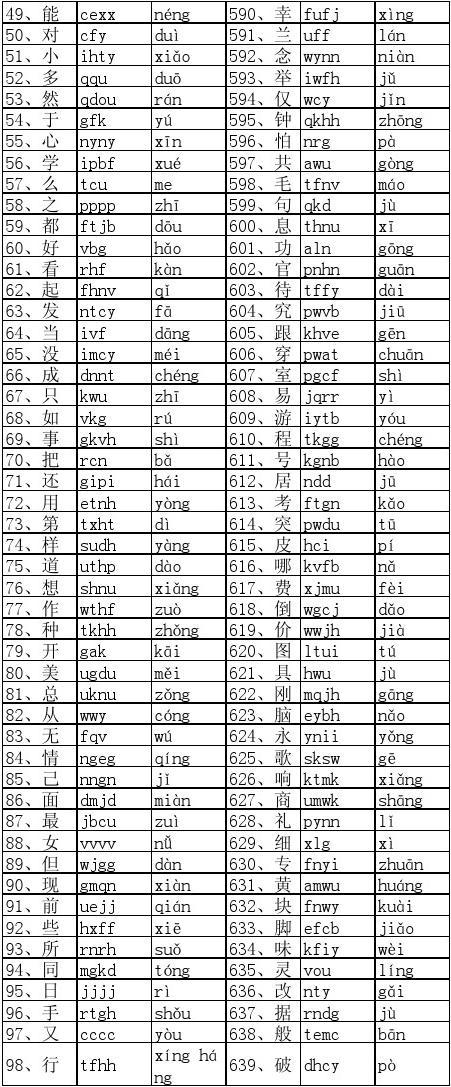 49、能 cexx néng 590、幸 fufj xìng
50、对 cfy duì 591、兰 uff lán
51、小 ihty xiǎo 592、念 wynn niàn
52、多 qqu duō 593、举 iwfh jǔ
53、然 qdou rán 594、仅 wcy jǐn
54、于 gfk yú 595、钟 qkhh zhōng
55、心 nyny xīn 596、怕 nrg pà
56、学 ipbf xué 597、共 awu gòng
57、么 tcu me 598、毛 tfnv máo
58、之 pppp zhī 599、句 qkd jù
59、都 ftjb dōu 600、息 thnu xī
60、好 vbg hǎo 601、功 aln gōng
61、看 rhf kàn 602、官 pnhn guān
62、起 fhnv qǐ 603、待 tffy dài
63、发 ntcy fā 604、究 pwvb jiū
64、当 ivf dāng 605、跟 khve gēn
65、没 imcy méi 606、穿 pwat chuān
66、成 dnnt chéng 607、室 pgcf shì
67、只 kwu zhī 608、易 jqrr yì
68、如 vkg rú 609、游 iytb yóu
69、事 gkvh shì 610、程 tkgg chéng
70、把 rcn bǎ 611、号 kgnb hào
71、还 gipi hái 612、居 ndd jū
72、用 etnh yòng 613、考 ftgn kǎo
73、第 txht dì 614、突 pwdu tū
74、样 sudh yàng 615、皮 hci pí
75、道 uthp dào 616、哪 kvfb nǎ
76、想 shnu xiǎng 617、费 xjmu fèi
77、作 wthf zuò 618、倒 wgcj dǎo
78、种 tkhh zhǒng 619、价 wwjh jià
79、开 gak kāi 620、图 ltui tú
80、美 ugdu měi 621、具 hwu jù
81、总 uknu zǒng 622、刚 mqjh gāng
82、从 wwy cóng 623、脑 eybh nǎo
83、无 fqv wú 624、永 ynii yǒng
84、情 ngeg qíng 625、歌 sksw gē
85、己 nngn jǐ 626、响 ktmk xiǎng
86、面 dmjd miàn 627、商 umwk shāng
87、最 jbcu zuì 628、礼 pynn lǐ
88、女 vvvv nǚ 629、细 xlg xì
89、但 wjgg dàn 630、专 fnyi zhuān
90、现 gmqn xiàn 631、黄 amwu huáng
91、前 uejj qián 632、块 fnwy kuài
92、些 hxff xiē 633、脚 efcb jiǎo
93、所 rnrh suǒ 634、味 kfiy wèi
94、同 mgkd tóng 635、灵 vou líng
95、日 jjjj rì 636、改 nty gǎi
96、手 rtgh shǒu 637、据 rndg jù
97、又 cccc yòu 638、般 temc bān
98、行 tfhh xíng há 639、破 dhcy pò
ng